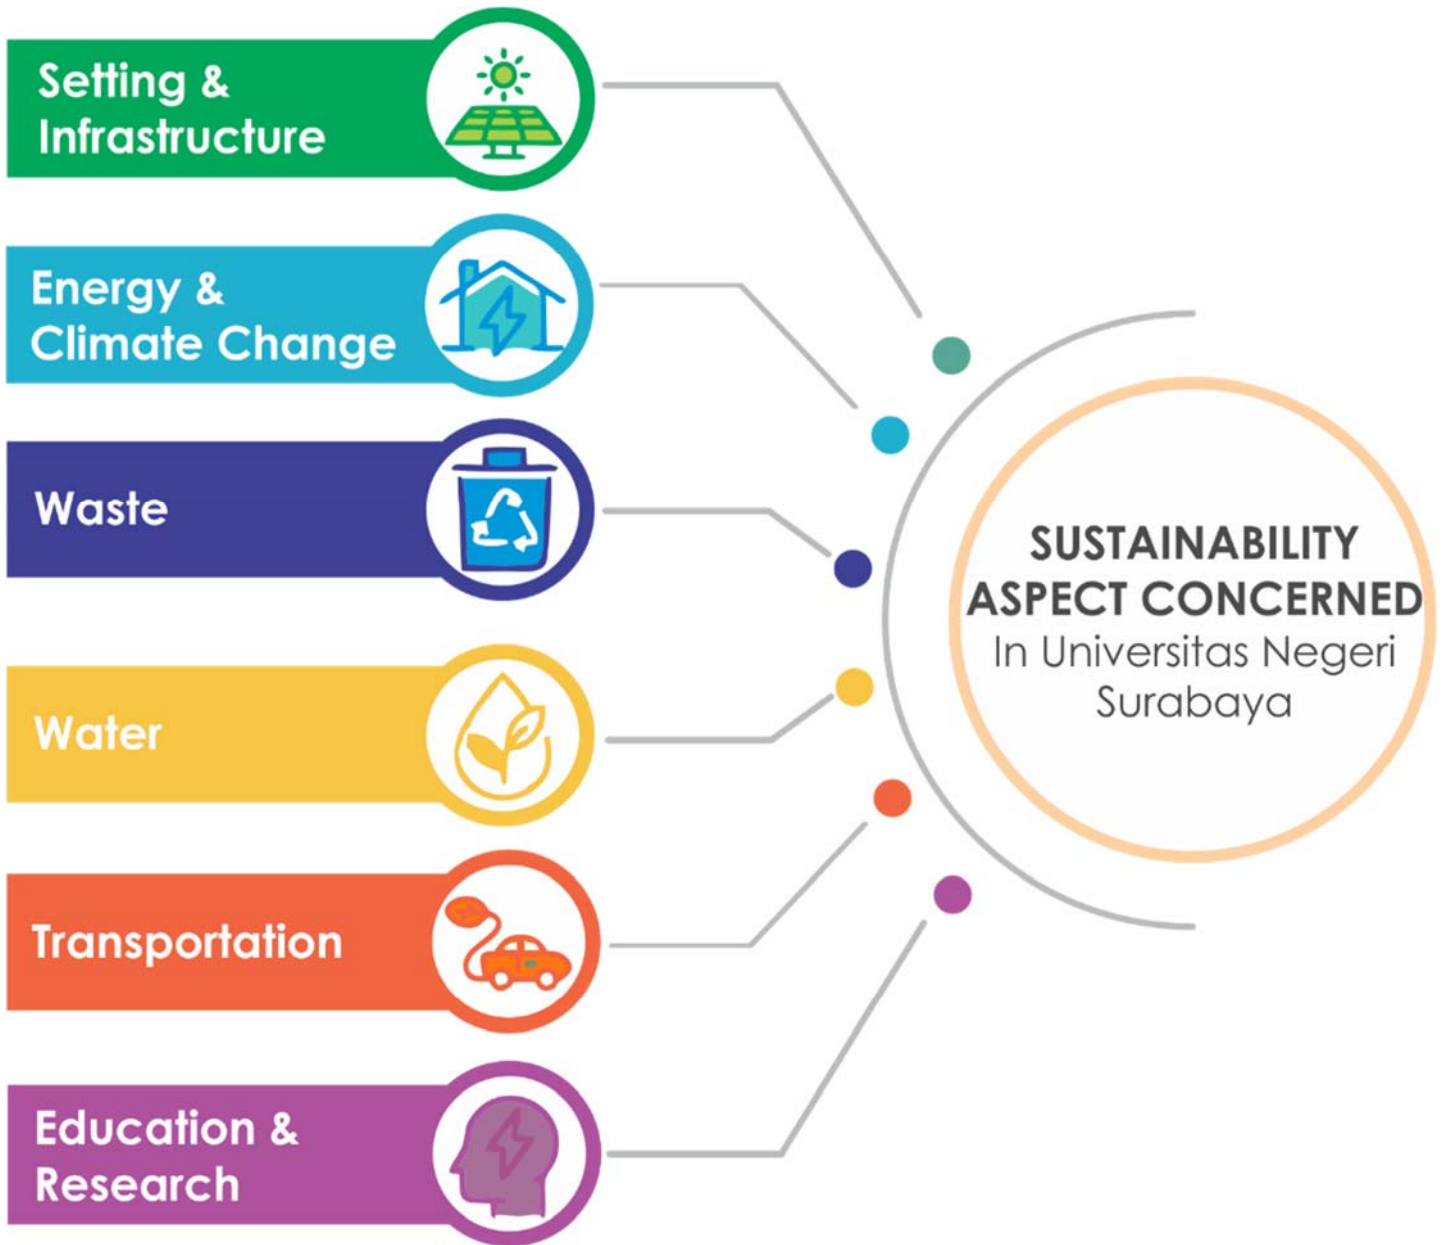 Setting &
Infrastructure
Energy &
Climate Change
Waste
Water
Transportation
Education &
Research
SUSTAINABILITY
ASPECT CONCERNED
In Universitas Negeri
Surabaya